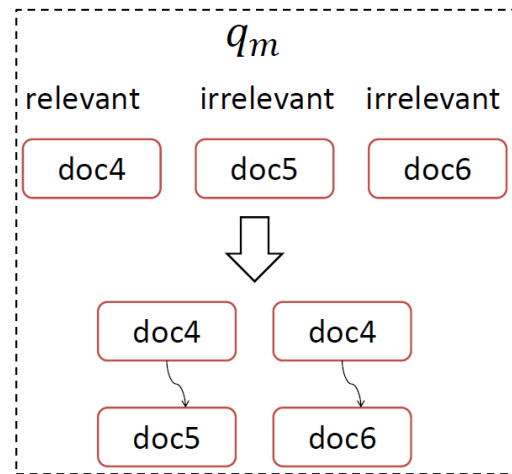 q_m
relevant irrelevant irrelevant
doc4 doc5 doc6
doc4 doc4
doc5 doc6